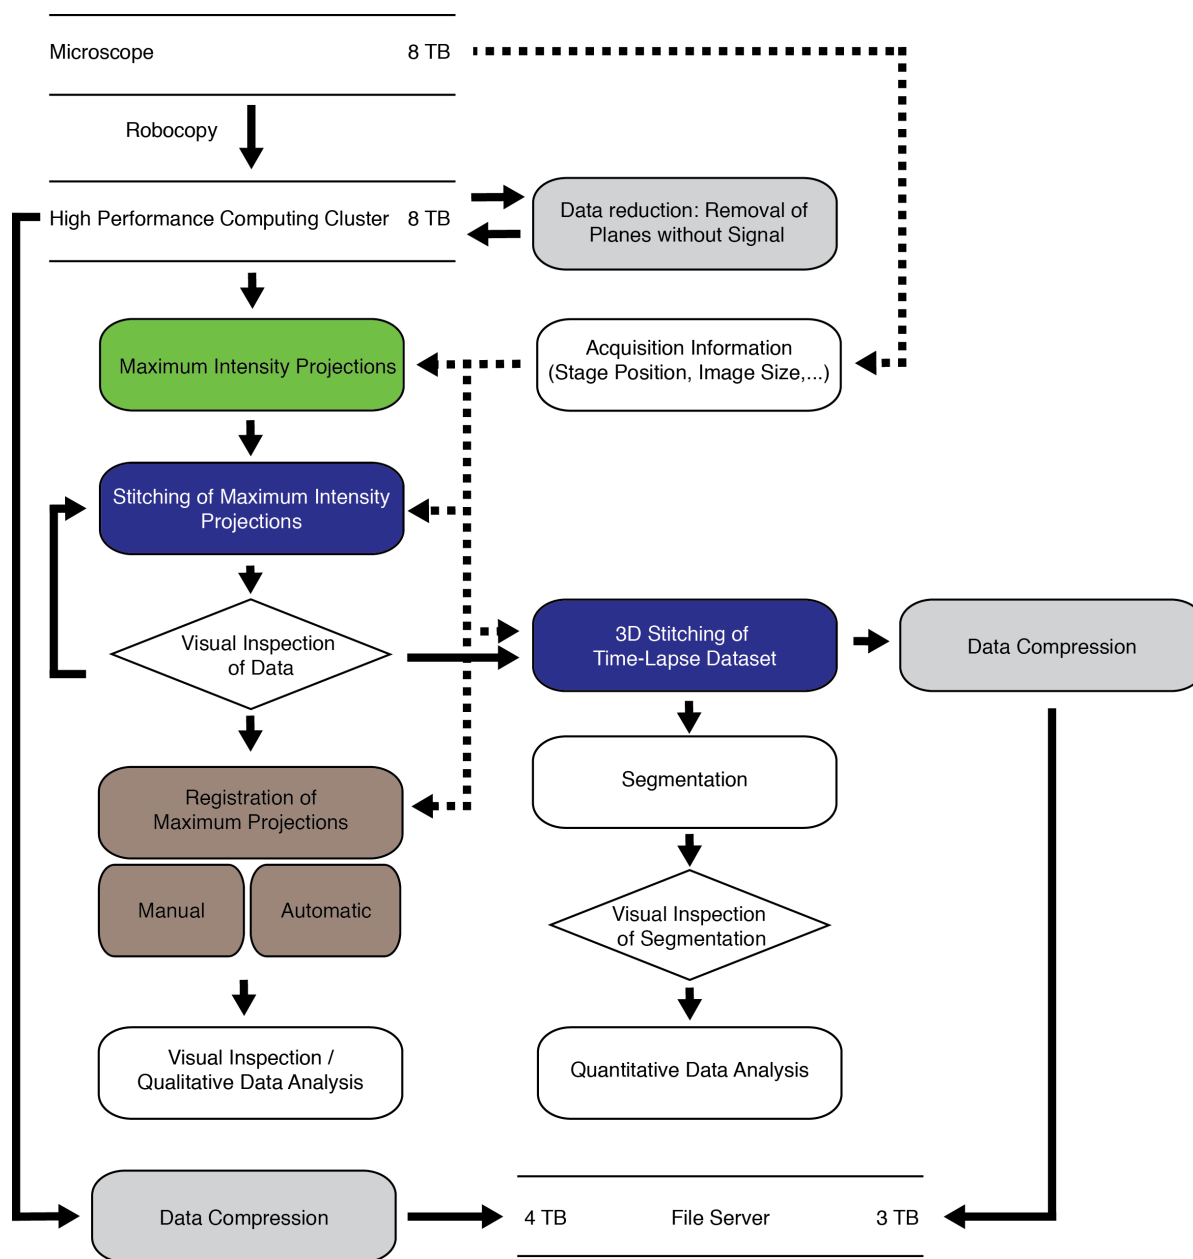 Microscope 8 TB
Robocopy
High Performance Computing Cluster 8 TB
Data reduction: Removal of
Planes without Signal
Maximum Intensity Projections
Acquisition Information
(Stage Position, Image Size,...)
Stitching of Maximum Intensity
Projections
Visual Inspection
of Data
3D Stitching of
Time-Lapse Dataset
Data Compression
Registration of
Maximum Projections
Manual
Automatic
Segmentation
Visual Inspection
of Segmentation
Visual Inspection /
Qualitative Data Analysis
Quantitative Data Analysis
Data Compression
4 TB File Server 3 TB